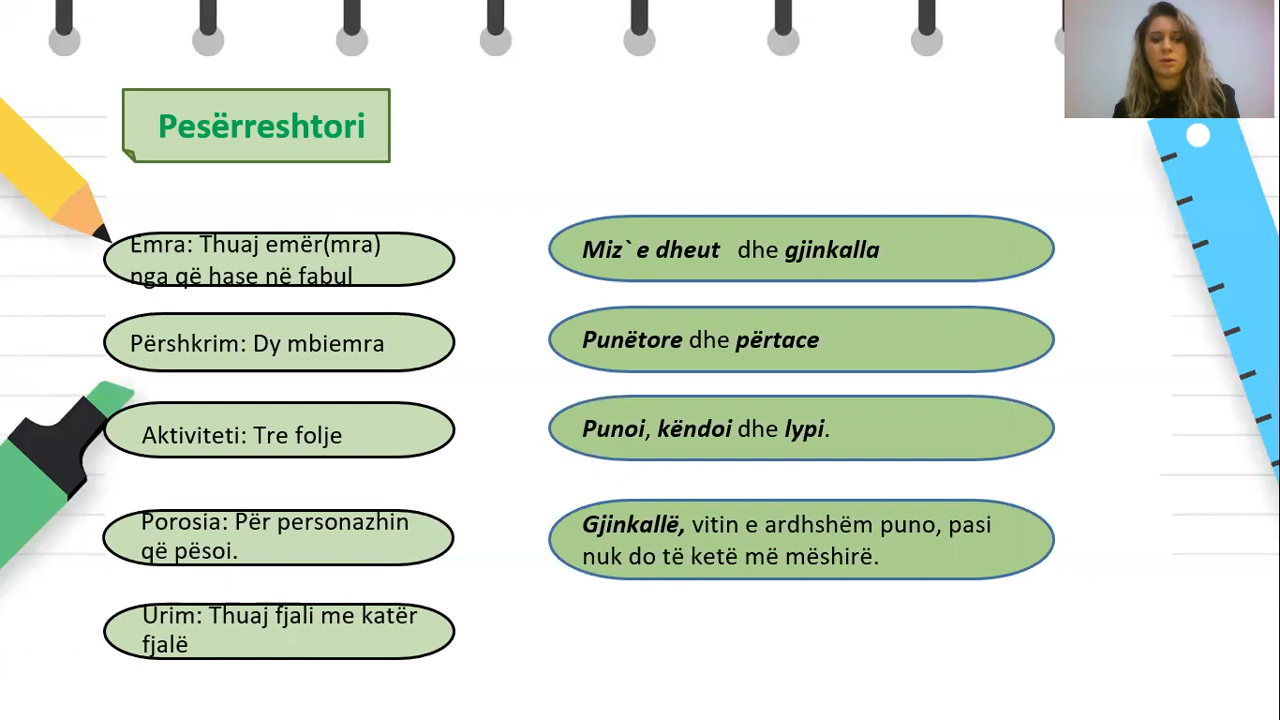 Pesërreshtori
Emra: Thuaj emër(mra)
nga që hase në fabul
Miz` e dheut dhe gjinkalla
Përshkrim: Dy mbiemra
Punëtore dhe përtace
Aktiviteti: Tre folje
Punoi, këndoi dhe lypi.
Porosia: Për personazhin
që pësoi.
Gjinkallë, vitin e ardhshëm puno, pasi
nuk do të ketë më mëshirë.
Urim: Thuaj fjali me katër
fjalë